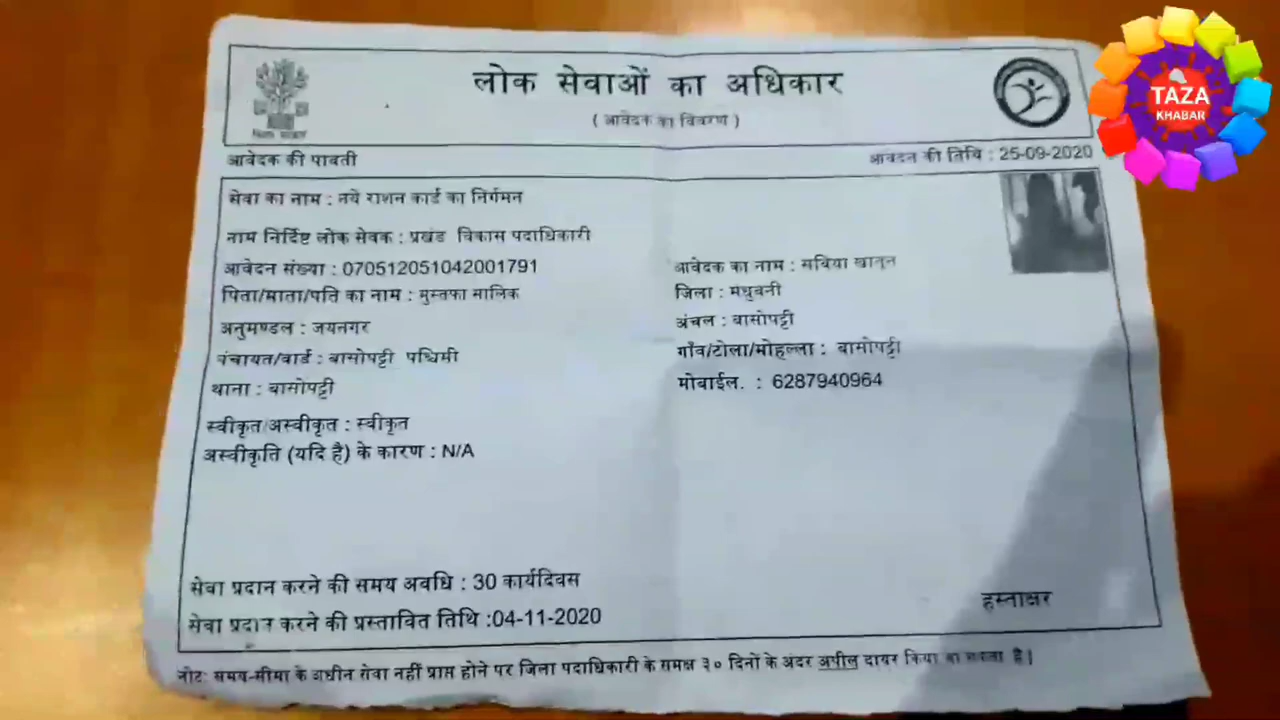 लोक सेवाओं का अधिकार
( आवेदक का विवरण )
TAZA
KHABAR
आवेदक की पावती
आवेदन की तिथि : 25-09-2020
सेवा का नाम : नये राशन कार्ड का निर्गमन
नाम निर्दिष्ट लोक सेवक : प्रखंड विकास पदाधिकारी
आवेदन संख्या : 070512051042001791
आवेदक का नाम : सबिया खातुन
पिता/माता/पति का नाम : मुस्तफा मालिक
जिला : मधुबनी
अनुमण्डल : जयनगर
अंचल : बासोपट्टी
पंचायत/वार्ड : बासोपट्टी पश्चिमी
गाँव/टोला/मोहल्ला : बासोपट्टी
थाना : बासोपट्टी
मोबाईल. : 6287940964
स्वीकृत/अस्वीकृत : स्वीकृत
अस्वीकृति (यदि है) के कारण : N/A
सेवा प्रदान करने की समय अवधि : 30 कार्यदिवस
हस्ताक्षर
सेवा प्रदान करने की प्रस्तावित तिथि :04-11-2020
नोट: समय-सीमा के अधीन सेवा नहीं प्राप्त होने पर जिला पदाधिकारी के समक्ष ३० दिनों के अंदर अपील दायर किया जा सकता है|